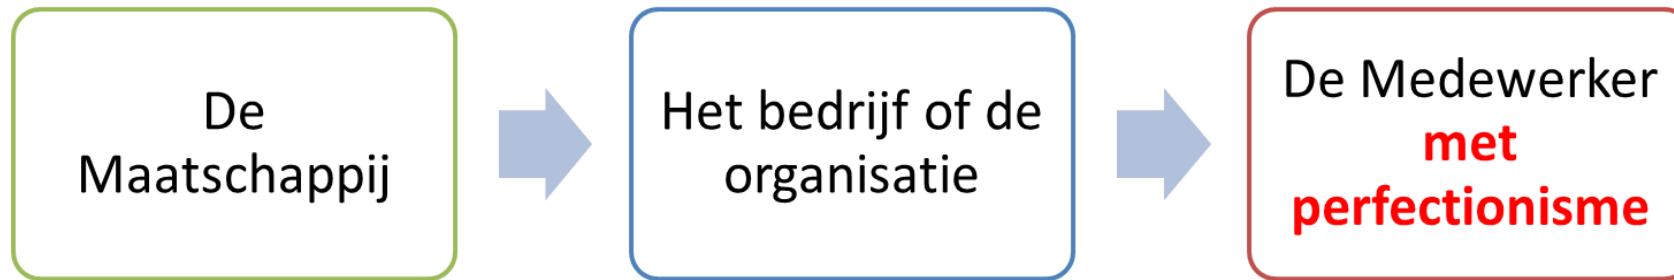 De
Maatschappij
Het bedrijf of de
organisatie
De Medewerker
met
perfectionisme